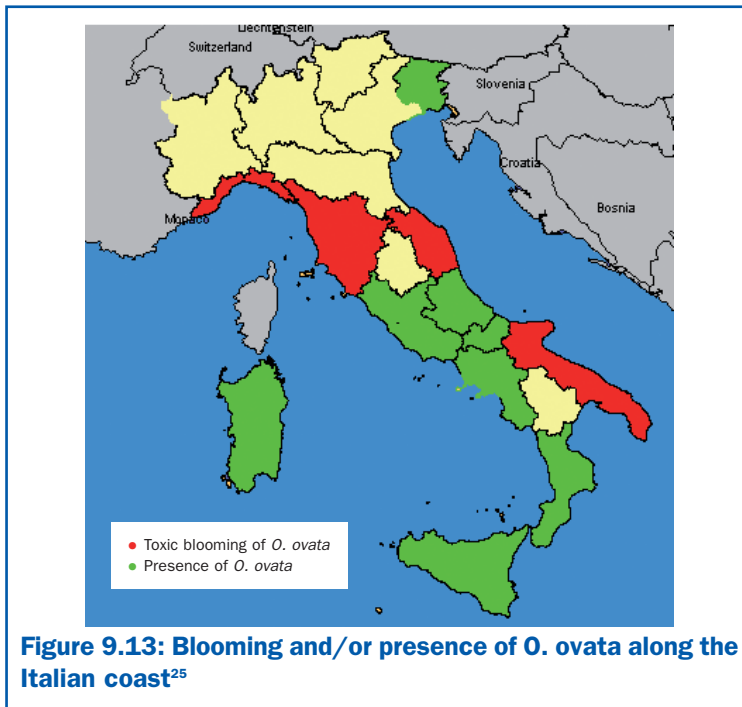 Liechtenstein
Switzerland
Slovenia
Croatia
Bosnia
Monaco
• Toxic blooming of O. ovata
• Presence of O. ovata
Figure 9.13: Blooming and/or presence of O. ovata along the
Italian coast²⁵